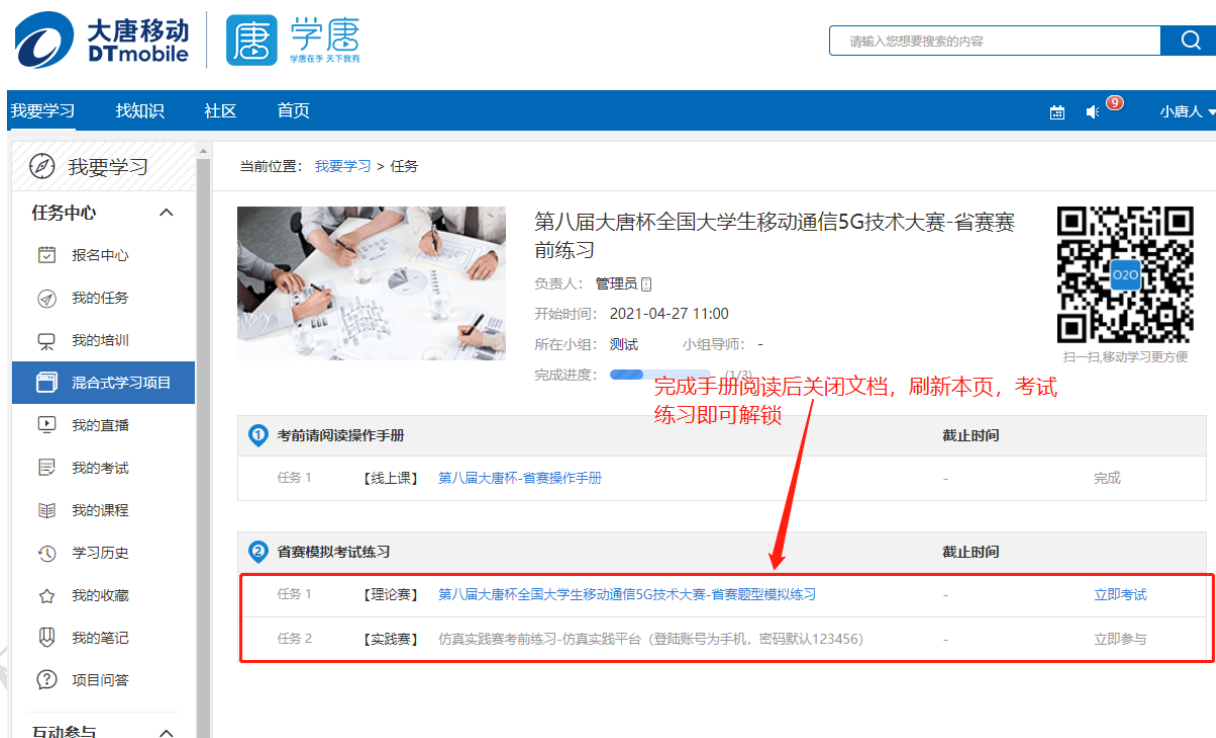 大唐移动
DTmobile
唐
学唐
学唐在手 天下我有
请输入您想要搜索的内容
我要学习 找知识 社区 首页
9
小唐人
我要学习
任务中心
报名中心
我的任务
我的培训
混合式学习项目
我的直播
我的考试
我的课程
学习历史
我的收藏
我的笔记
项目问答
互动参与
当前位置： 我要学习 > 任务
第八届大唐杯全国大学生移动通信5G技术大赛-省赛赛
前练习
负责人： 管理员
开始时间： 2021-04-27 11:00
所在小组： 测试 小组导师： -
完成进度： (1/3)
O2O
扫一扫,移动学习更方便
完成手册阅读后关闭文档，刷新本页，考试
练习即可解锁
1 考前请阅读操作手册 截止时间
任务 1 【线上课】 第八届大唐杯-省赛操作手册 - 完成
2 省赛模拟考试练习 截止时间
任务 1 【理论赛】 第八届大唐杯全国大学生移动通信5G技术大赛-省赛题型模拟练习 - 立即考试
任务 2 【实践赛】 仿真实践赛考前练习-仿真实践平台（登陆账号为手机，密码默认123456） - 立即参与